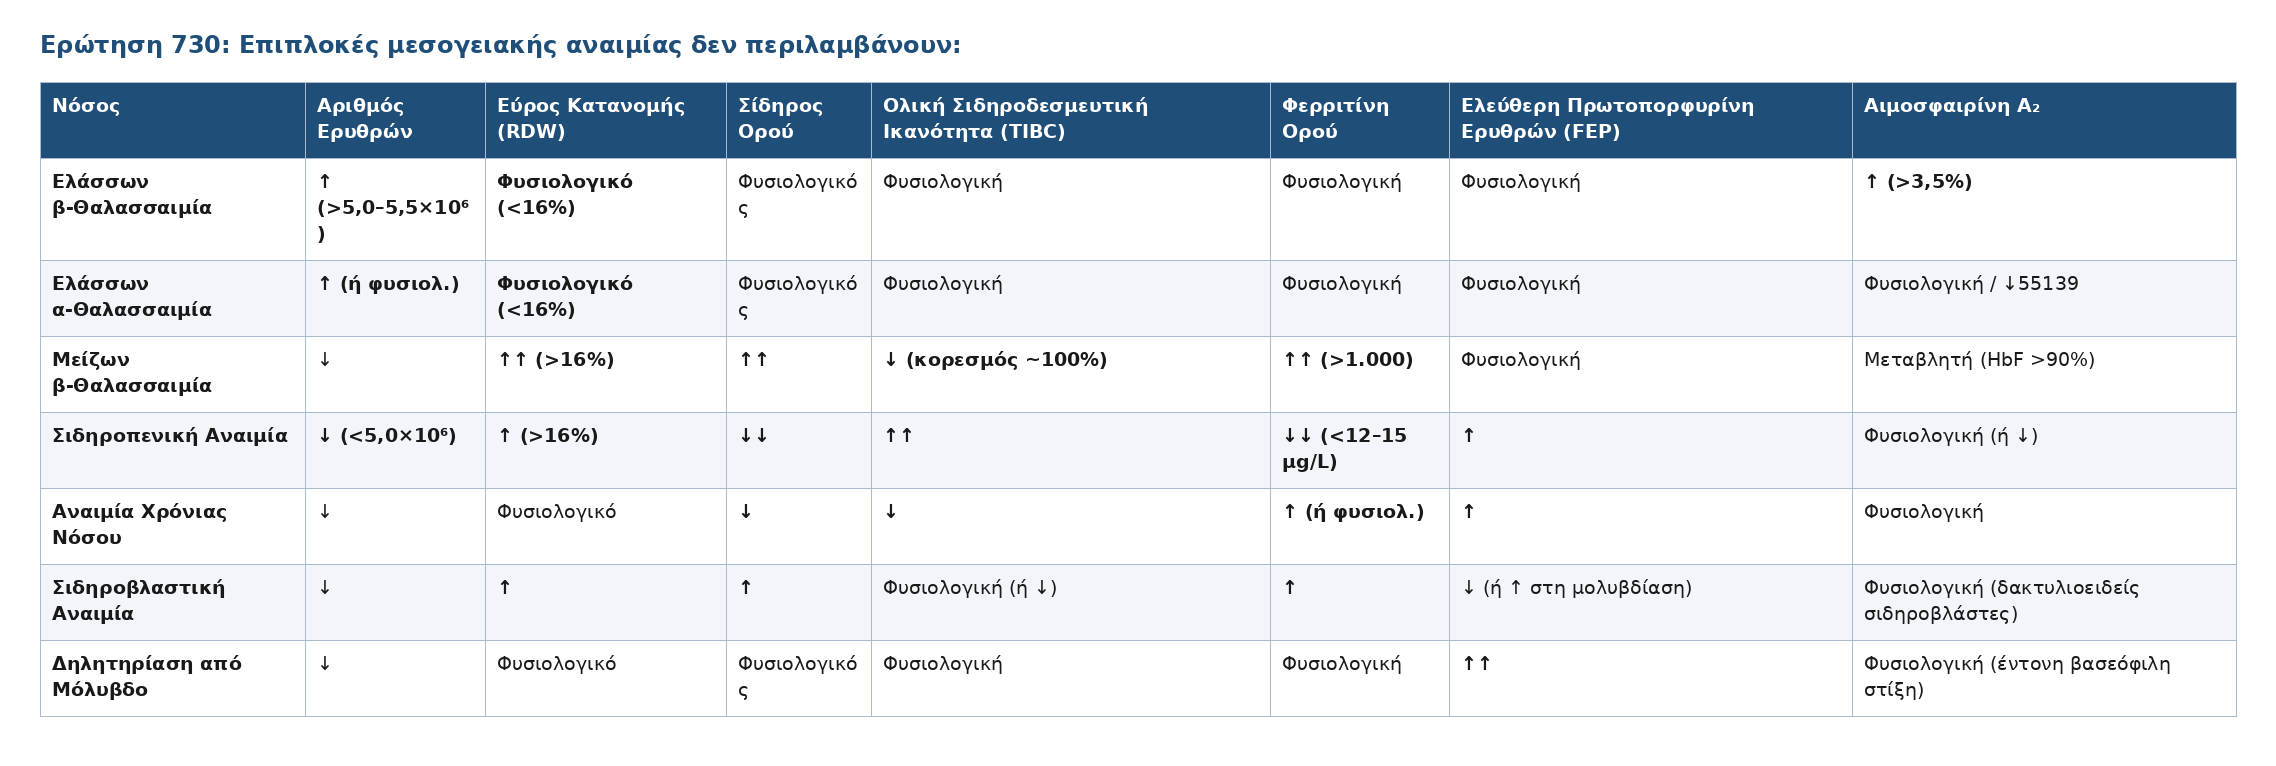 Ερώτηση 730: Επιπλοκές μεσογειακής αναιμίας δεν περιλαμβάνουν:
Νόσος
Αριθμός
Ερυθρών
Εύρος Κατανομής
(RDW)
Σίδηρος
Ορού
Ολική Σιδηροδεσμευτική
Ικανότητα (TIBC)
Φερριτίνη
Ορού
Ελεύθερη Πρωτοπορφυρίνη
Ερυθρών (FEP)
Αιμοσφαιρίνη A₂
Ελάσσων
β-Θαλασσαιμία
↑
(>5,0–5,5×10⁶
)
Φυσιολογικό
(<16%)
Φυσιολογικό
ς
Φυσιολογική
Φυσιολογική
Φυσιολογική
↑ (>3,5%)
Ελάσσων
α-Θαλασσαιμία
↑ (ή φυσιολ.)
Φυσιολογικό
(<16%)
Φυσιολογικό
ς
Φυσιολογική
Φυσιολογική
Φυσιολογική
Φυσιολογική / ↓55139
Μείζων
β-Θαλασσαιμία
↓
↑↑ (>16%)
↑↑
↓ (κορεσμός ~100%)
↑↑ (>1.000)
Φυσιολογική
Μεταβλητή (HbF >90%)
Σιδηροπενική Αναιμία
↓ (<5,0×10⁶)
↑ (>16%)
↓↓
↑↑
↓↓ (<12–15
μg/L)
↑
Φυσιολογική (ή ↓)
Αναιμία Χρόνιας
Νόσου
↓
Φυσιολογικό
↓
↓
↑ (ή φυσιολ.)
↑
Φυσιολογική
Σιδηροβλαστική
Αναιμία
↓
↑
↑
Φυσιολογική (ή ↓)
↑
↓ (ή ↑ στη μολυβδίαση)
Φυσιολογική (δακτυλιοειδείς
σιδηροβλάστες)
Δηλητηρίαση από
Μόλυβδο
↓
Φυσιολογικό
Φυσιολογικό
ς
Φυσιολογική
Φυσιολογική
↑↑
Φυσιολογική (έντονη βασεόφιλη
στίξη)